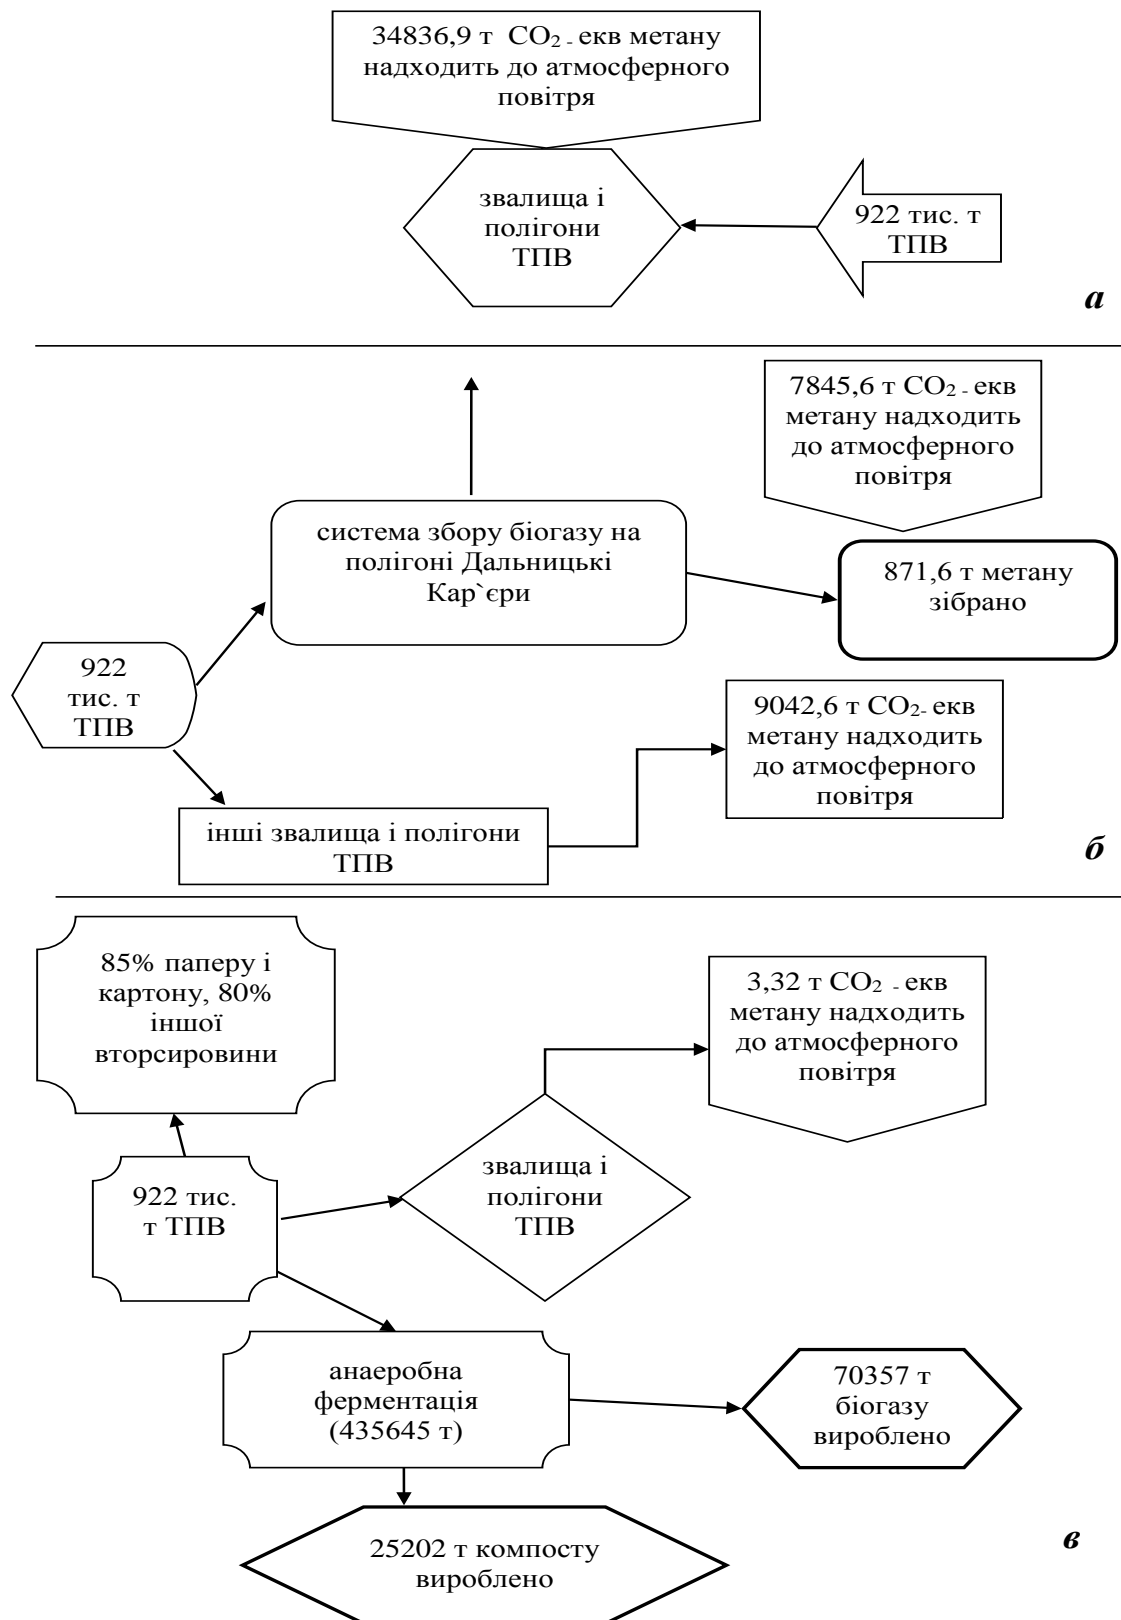 34836,9 т CO₂ - екв метану
надходить до атмосферного
повітря
звалища і
полігони
ТПВ
922 тис. т
ТПВ
а
7845,6 т CO₂ - екв
метану надходить
до атмосферного
повітря
система збору біогазу на
полігоні Дальницькі
Кар`єри
871,6 т метану
зібрано
922
тис. т
ТПВ
9042,6 т CO₂- екв
метану надходить
до атмосферного
повітря
інші звалища і полігони
ТПВ
б
85% паперу і
картону, 80%
іншої
вторсировини
3,32 т CO₂ - екв
метану надходить
до атмосферного
повітря
звалища і
полігони
ТПВ
922 тис.
т ТПВ
анаеробна
ферментація
(435645 т)
70357 т
біогазу
вироблено
25202 т компосту
вироблено
в